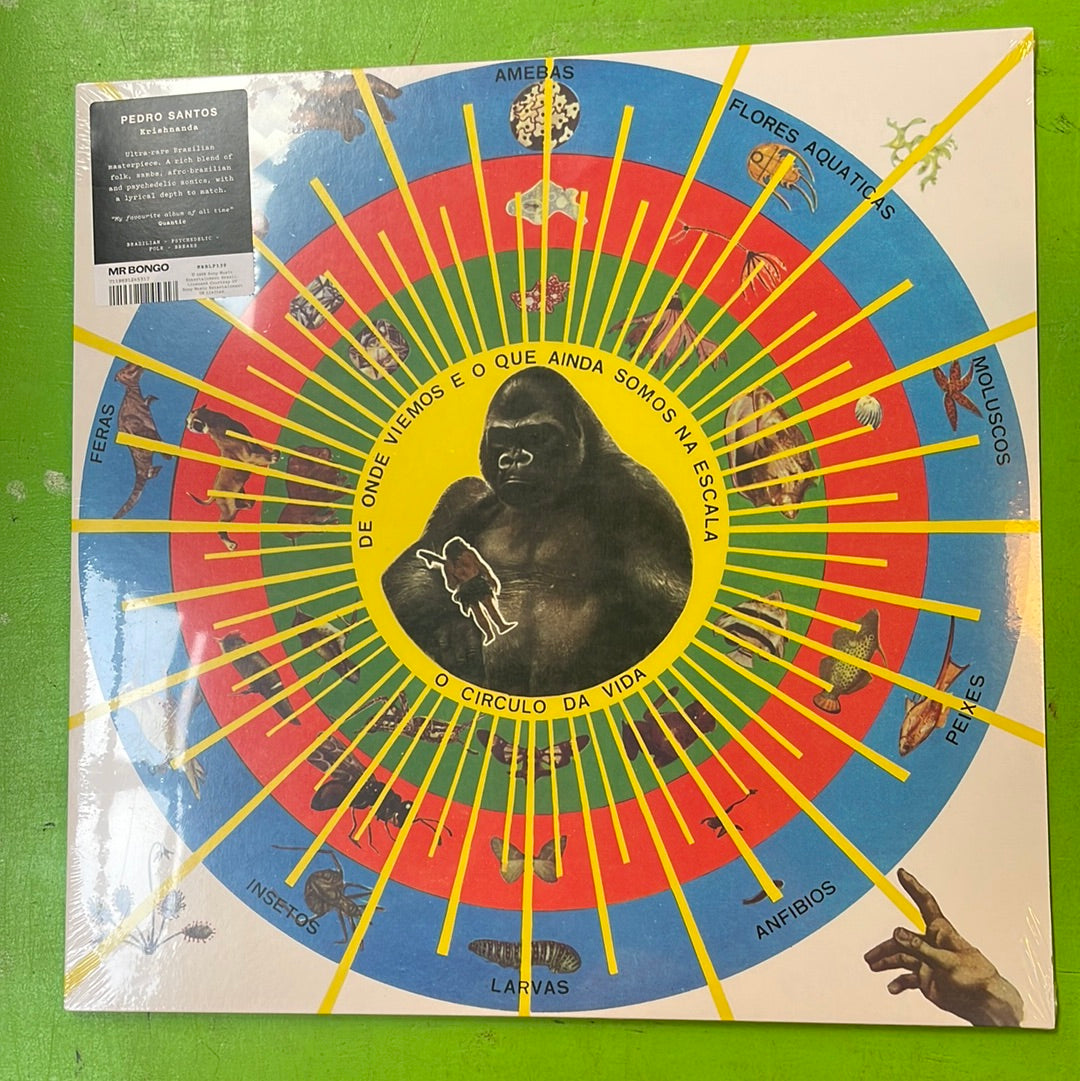 PEDRO SANTOS
Krishnanda
Ultra-rare Brazilian
masterpiece. A rich blend of
folk, samba, afro-brazilian
and psychedelic sonics, with
a lyrical depth to match.
"My favourite album of all time"
Quantic
BRAZILIAN - PSYCHEDELIC -
FOLK - BREAKS
MR BONGO
AMEBAS
FLORES AQUATICAS
MOLUSCOS
PEIXES
ANFIBIOS
LARVAS
INSETOS
FERAS
DE ONDE VIEMOS E O QUE AINDA SOMOS NA ESCALA
O CIRCULO DA VIDA